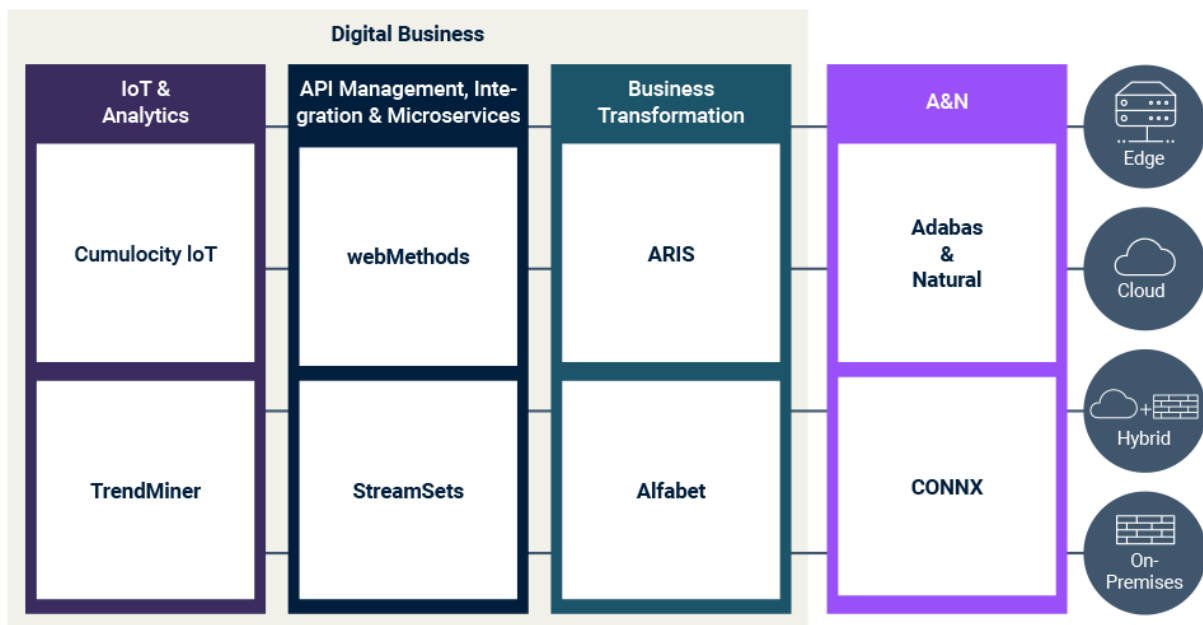 Digital Business
IoT &
Analytics
API Management, Inte-
gration & Microservices
Business
Transformation
A&N
Edge
Cumulocity loT
webMethods
ARIS
Adabas
&
Natural
Cloud
Hybrid
TrendMiner
StreamSets
Alfabet
CONNX
On-
Premises